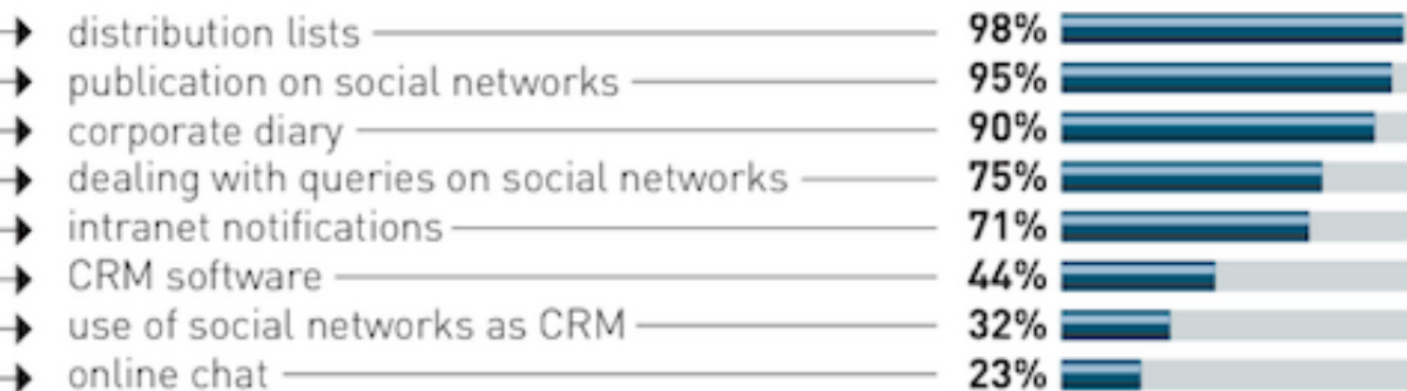 distribution lists 98%
publication on social networks 95%
corporate diary 90%
dealing with queries on social networks 75%
intranet notifications 71%
CRM software 44%
use of social networks as CRM 32%
online chat 23%